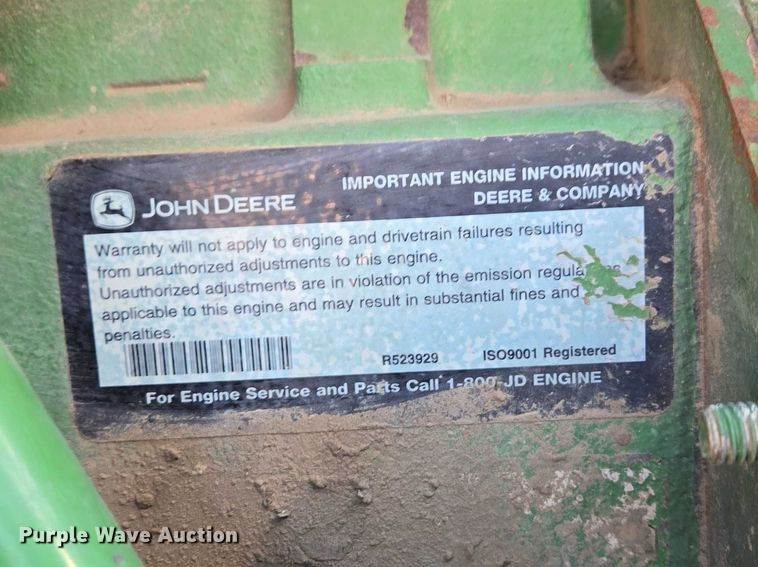 JOHN DEERE
IMPORTANT ENGINE INFORMATION
DEERE & COMPANY
Warranty will not apply to engine and drivetrain failures resulting
from unauthorized adjustments to this engine.
Unauthorized adjustments are in violation of the emission regula
applicable to this engine and may result in substantial fines and
penalties.
R523929 ISO9001 Registered
For Engine Service and Parts Call 1-800-JD ENGINE
Purple Wave Auction